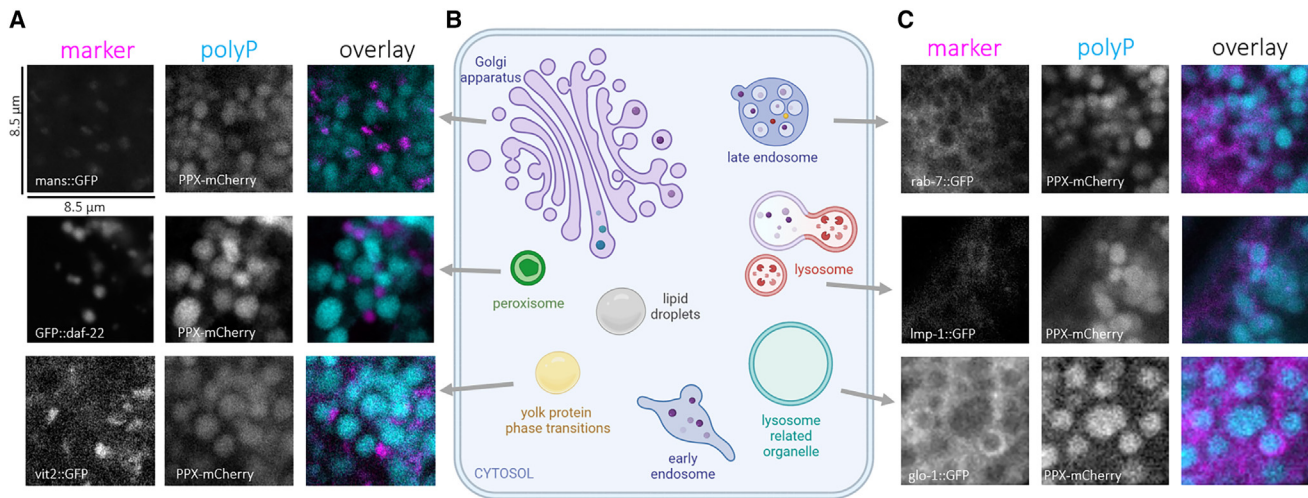 A
marker
polyP
overlay
8.5 µm
mans::GFP
PPX-mCherry
8.5 µm
GFP::daf-22
PPX-mCherry
vit2::GFP
PPX-mCherry
B
Golgi
apparatus
late endosome
lysosome
peroxisome
lipid
droplets
yolk protein
phase transitions
lysosome
related
organelle
early
endosome
CYTOSOL
C
marker
polyP
overlay
rab-7::GFP
PPX-mCherry
lmp-1::GFP
PPX-mCherry
glo-1::GFP
PPX-mCherry